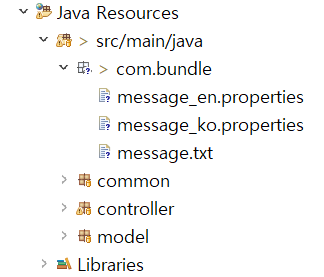 Java Resources
> src/main/java
> com.bundle
message_en.properties
message_ko.properties
message.txt
common
controller
model
Libraries